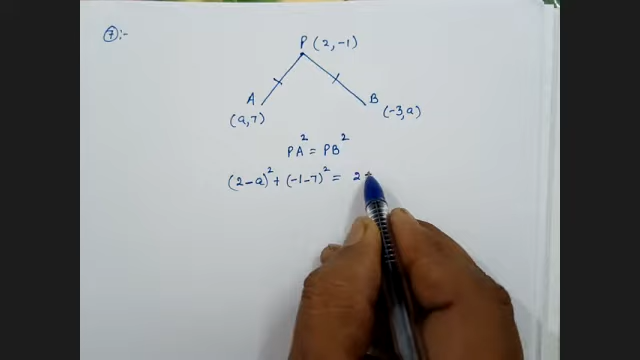 ⑦:-
P (2, -1)
A
B
(a, 7)
(-3, a)
PA² = PB²
(2-a)² + (-1-7)² = 2